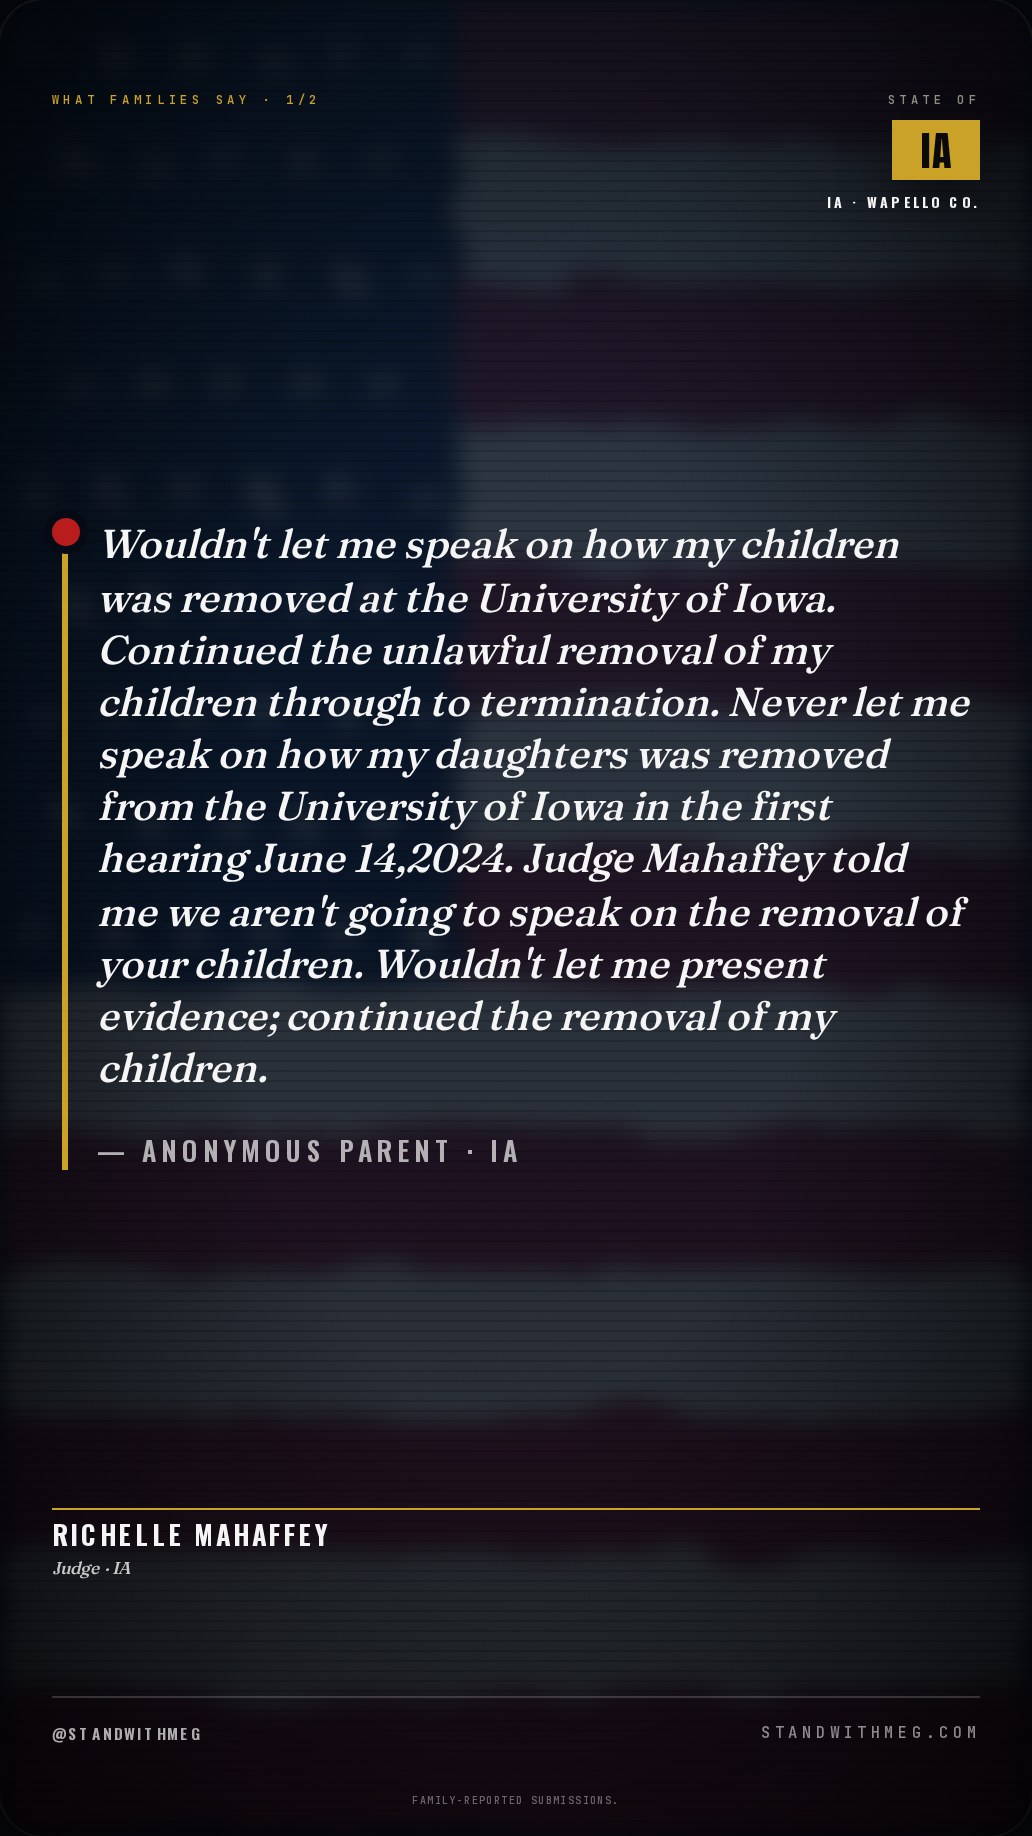 WHAT FAMILIES SAY · 1/2
STATE OF
IA
IA · WAPELLO CO.
Wouldn't let me speak on how my children
was removed at the University of Iowa.
Continued the unlawful removal of my
children through to termination. Never let me
speak on how my daughters was removed
from the University of Iowa in the first
hearing June 14,2024. Judge Mahaffey told
me we aren't going to speak on the removal of
your children. Wouldn't let me present
evidence; continued the removal of my
children.
— ANONYMOUS PARENT · IA
RICHELLE MAHAFFEY
Judge · IA
@STANDWITHMEG
STANDWITHMEG.COM
FAMILY-REPORTED SUBMISSIONS.